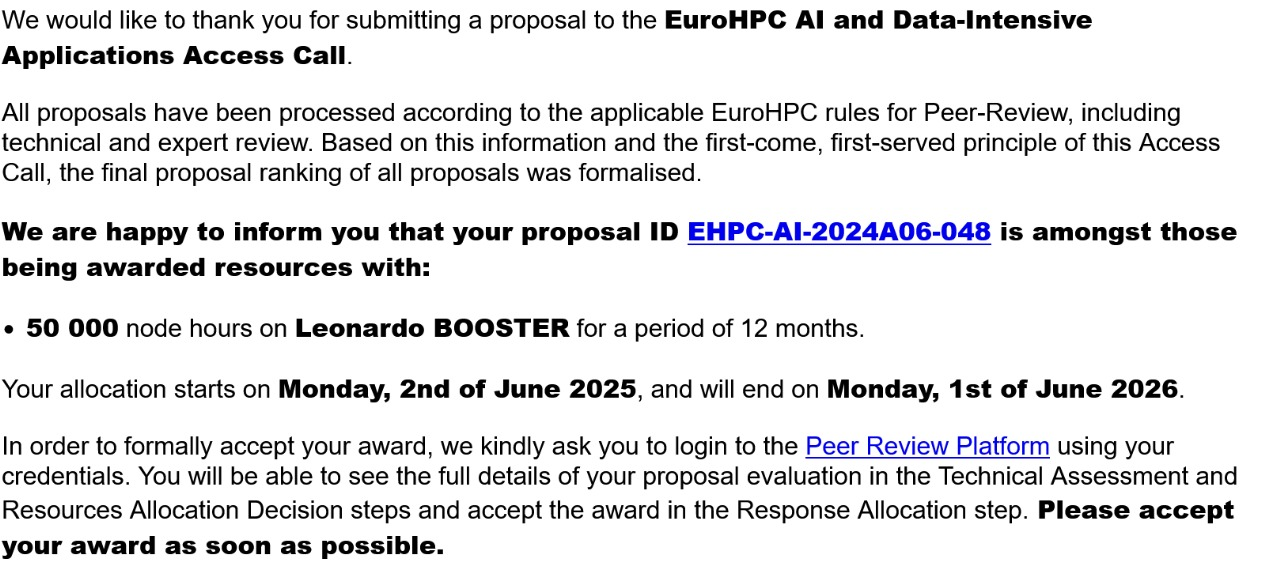 We would like to thank you for submitting a proposal to the EuroHPC AI and Data-Intensive
Applications Access Call.
All proposals have been processed according to the applicable EuroHPC rules for Peer-Review, including
technical and expert review. Based on this information and the first-come, first-served principle of this Access
Call, the final proposal ranking of all proposals was formalised.
We are happy to inform you that your proposal ID EHPC-AI-2024A06-048 is amongst those
being awarded resources with:
• 50 000 node hours on Leonardo BOOSTER for a period of 12 months.
Your allocation starts on Monday, 2nd of June 2025, and will end on Monday, 1st of June 2026.
In order to formally accept your award, we kindly ask you to login to the Peer Review Platform using your
credentials. You will be able to see the full details of your proposal evaluation in the Technical Assessment and
Resources Allocation Decision steps and accept the award in the Response Allocation step. Please accept
your award as soon as possible.